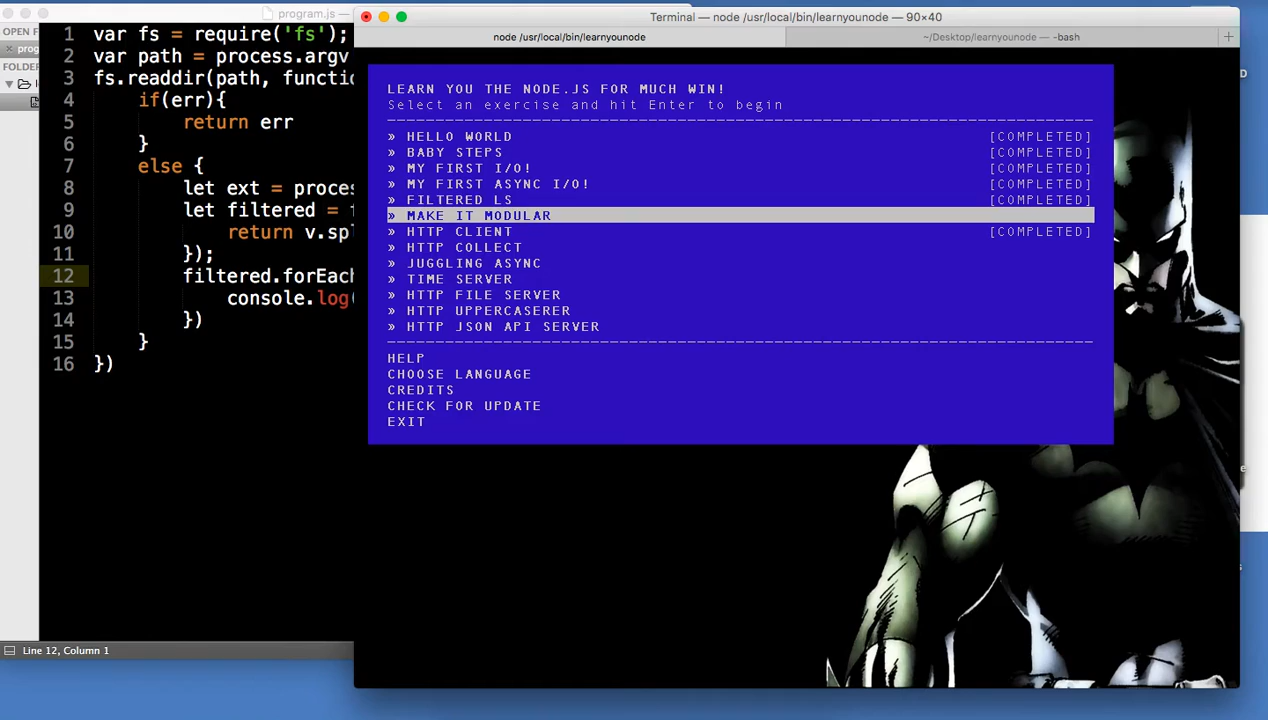 program.js —
OPEN F
prog
FOLDER
1 var fs = require('fs');
2 var path = process.argv
3 fs.readdir(path, functio
4 if(err){
5 return err
6 }
7 else {
8 let ext = proces
9 let filtered = f
10 return v.spl
11 });
12 filtered.forEach
13 console.log(
14 })
15 }
16 })
Line 12, Column 1
Terminal — node /usr/local/bin/learnyounode — 90×40
node /usr/local/bin/learnyounode
~/Desktop/learnyounode — -bash
LEARN YOU THE NODE.JS FOR MUCH WIN!
Select an exercise and hit Enter to begin
» HELLO WORLD [COMPLETED]
» BABY STEPS [COMPLETED]
» MY FIRST I/O! [COMPLETED]
» MY FIRST ASYNC I/O! [COMPLETED]
» FILTERED LS [COMPLETED]
» MAKE IT MODULAR
» HTTP CLIENT [COMPLETED]
» HTTP COLLECT
» JUGGLING ASYNC
» TIME SERVER
» HTTP FILE SERVER
» HTTP UPPERCASERER
» HTTP JSON API SERVER
HELP
CHOOSE LANGUAGE
CREDITS
CHECK FOR UPDATE
EXIT